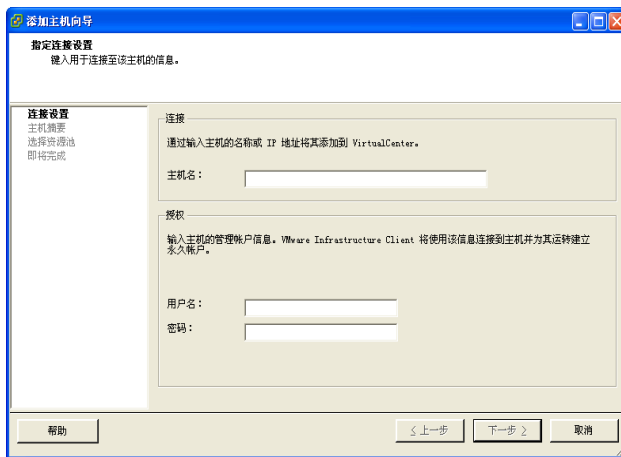 添加主机向导
指定连接设置
键入用于连接至该主机的信息。
连接设置
主机摘要
选择资源池
即将完成
连接
通过输入主机的名称或 IP 地址将其添加到 VirtualCenter。
主机名：
授权
输入主机的管理帐户信息。VMware Infrastructure Client 将使用该信息连接到主机并为其运转建立
永久帐户。
用户名：
密码：
帮助
≤ 上一步
下一步 ≥
取消